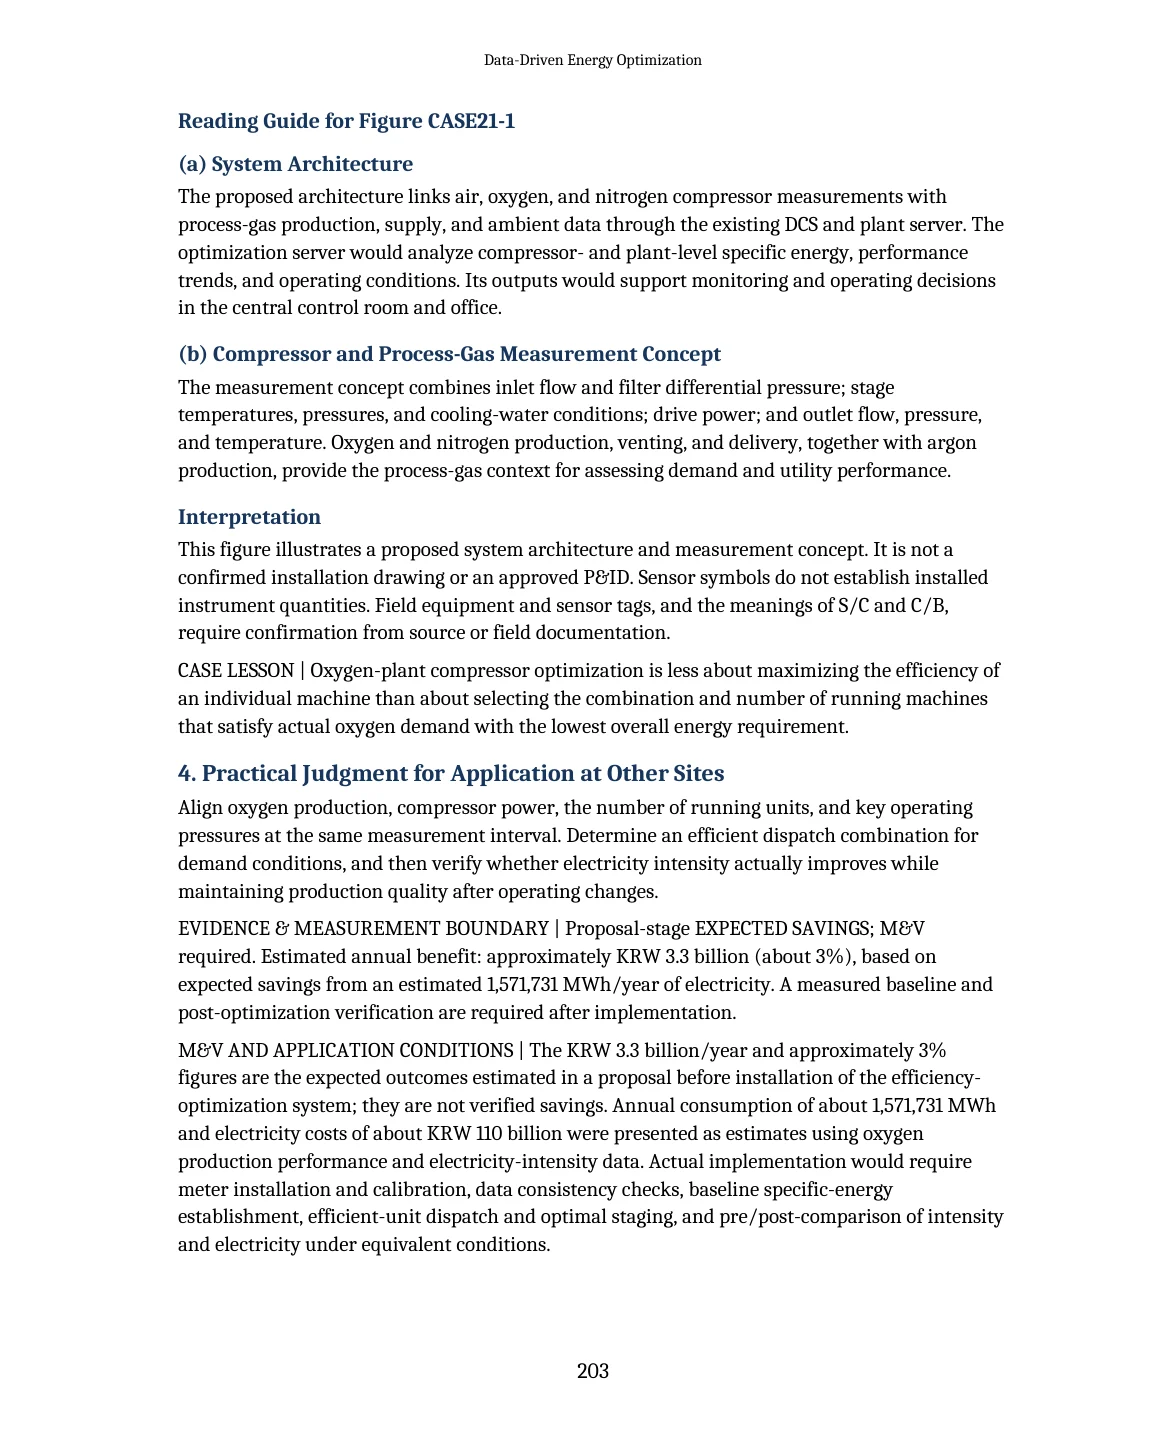 Data-Driven Energy Optimization
Reading Guide for Figure CASE21-1
(a) System Architecture
The proposed architecture links air, oxygen, and nitrogen compressor measurements with
process-gas production, supply, and ambient data through the existing DCS and plant server. The
optimization server would analyze compressor- and plant-level specific energy, performance
trends, and operating conditions. Its outputs would support monitoring and operating decisions
in the central control room and office.
(b) Compressor and Process-Gas Measurement Concept
The measurement concept combines inlet flow and filter differential pressure; stage
temperatures, pressures, and cooling-water conditions; drive power; and outlet flow, pressure,
and temperature. Oxygen and nitrogen production, venting, and delivery, together with argon
production, provide the process-gas context for assessing demand and utility performance.
Interpretation
This figure illustrates a proposed system architecture and measurement concept. It is not a
confirmed installation drawing or an approved P&ID. Sensor symbols do not establish installed
instrument quantities. Field equipment and sensor tags, and the meanings of S/C and C/B,
require confirmation from source or field documentation.
CASE LESSON | Oxygen-plant compressor optimization is less about maximizing the efficiency of
an individual machine than about selecting the combination and number of running machines
that satisfy actual oxygen demand with the lowest overall energy requirement.
4. Practical Judgment for Application at Other Sites
Align oxygen production, compressor power, the number of running units, and key operating
pressures at the same measurement interval. Determine an efficient dispatch combination for
demand conditions, and then verify whether electricity intensity actually improves while
maintaining production quality after operating changes.
EVIDENCE & MEASUREMENT BOUNDARY | Proposal-stage EXPECTED SAVINGS; M&V
required. Estimated annual benefit: approximately KRW 3.3 billion (about 3%), based on
expected savings from an estimated 1,571,731 MWh/year of electricity. A measured baseline and
post-optimization verification are required after implementation.
M&V AND APPLICATION CONDITIONS | The KRW 3.3 billion/year and approximately 3%
figures are the expected outcomes estimated in a proposal before installation of the efficiency-
optimization system; they are not verified savings. Annual consumption of about 1,571,731 MWh
and electricity costs of about KRW 110 billion were presented as estimates using oxygen
production performance and electricity-intensity data. Actual implementation would require
meter installation and calibration, data consistency checks, baseline specific-energy
establishment, efficient-unit dispatch and optimal staging, and pre/post-comparison of intensity
and electricity under equivalent conditions.
203